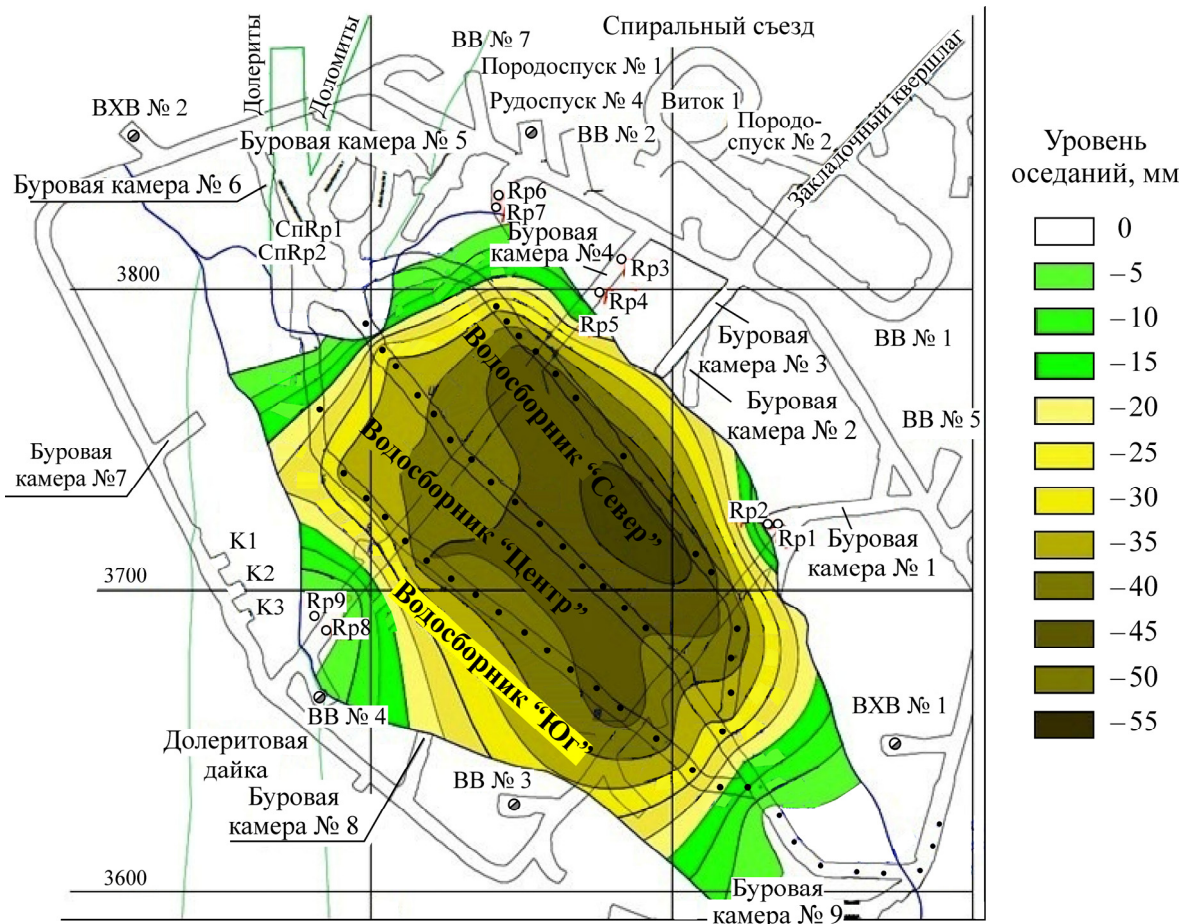 Спиральный съезд
Долериты
Доломиты
ВВ № 7
Породоспуск № 1
Рудоспуск № 4
Виток 1
Закладочный квершлаг
ВХВ № 2
ВВ № 2
Породо-
спуск № 2
Буровая камера № 5
Буровая камера № 6
Rp6
Rp7
СпRp1
СпRp2
Буровая
камера №4
Rp3
Rp4
Rp5
3800
ВВ № 1
Буровая
камера № 3
Буровая
камера № 2
ВВ № 5
Водосборник “Север”
Водосборник “Центр”
Водосборник “Юг”
Буровая
камера №7
Rp2
Rp1
Буровая
камера № 1
К1
К2
К3
3700
Rp9
Rp8
ВВ № 4
ВХВ № 1
Долеритовая
дайка
ВВ № 3
Буровая
камера № 8
3600
Буровая
камера № 9
Уровень
оседаний, мм
0
–5
–10
–15
–20
–25
–30
–35
–40
–45
–50
–55